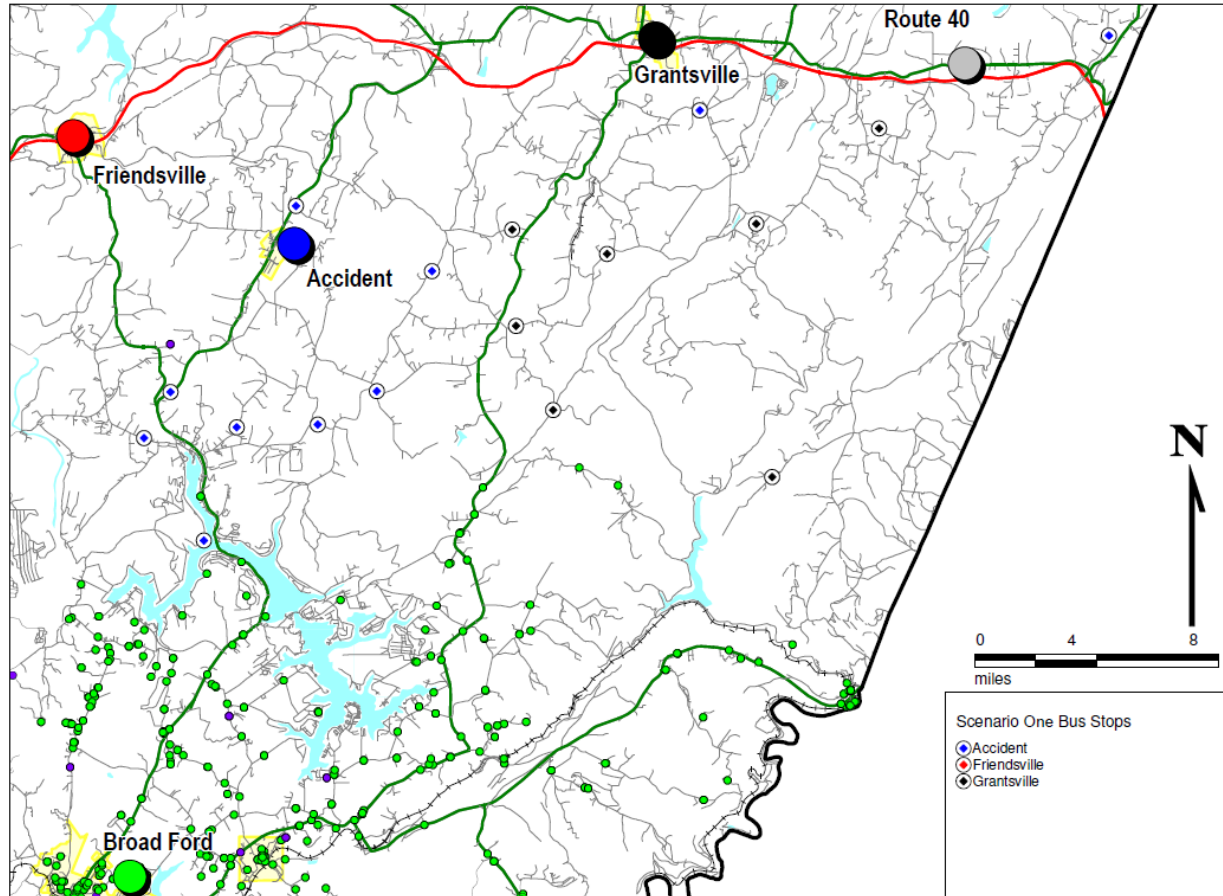 Route 40
Grantsville
Friendsville
Accident
N
0 4 8
miles
Scenario One Bus Stops
Accident
Friendsville
Grantsville
Broad Ford